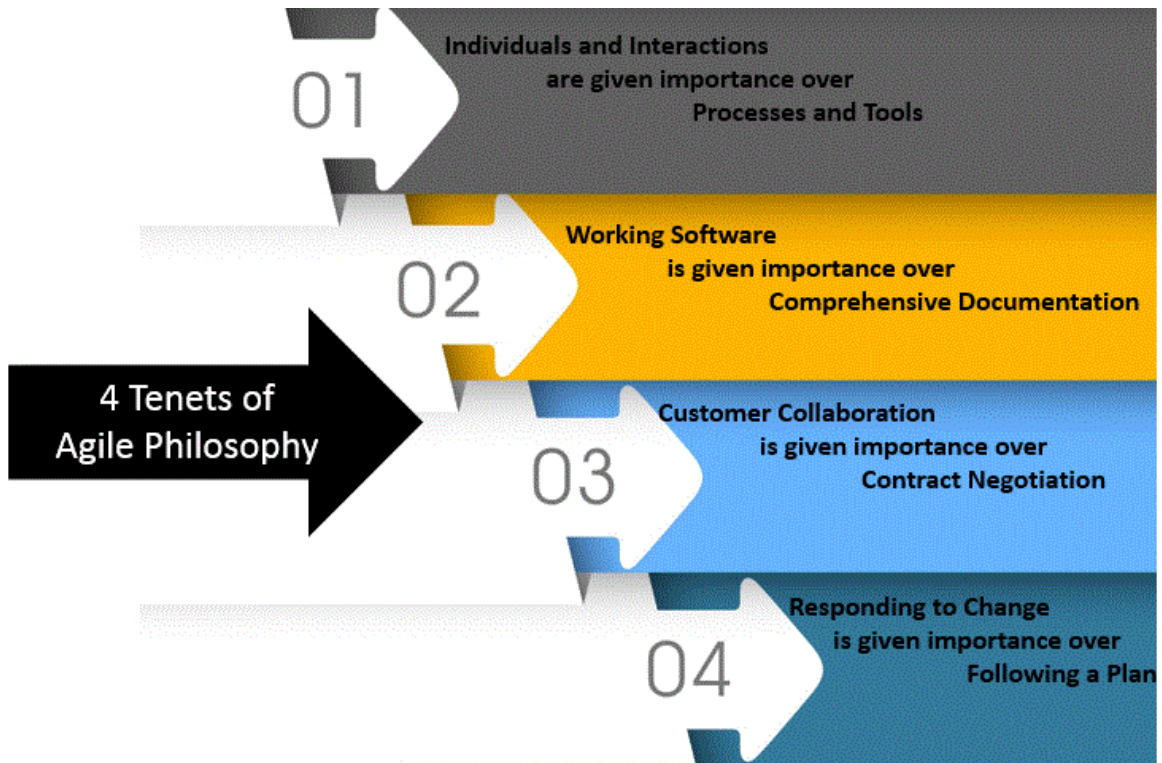 01
Individuals and Interactions
are given importance over
Processes and Tools
02
Working Software
is given importance over
Comprehensive Documentation
4 Tenets of
Agile Philosophy
03
Customer Collaboration
is given importance over
Contract Negotiation
04
Responding to Change
is given importance over
Following a Plan